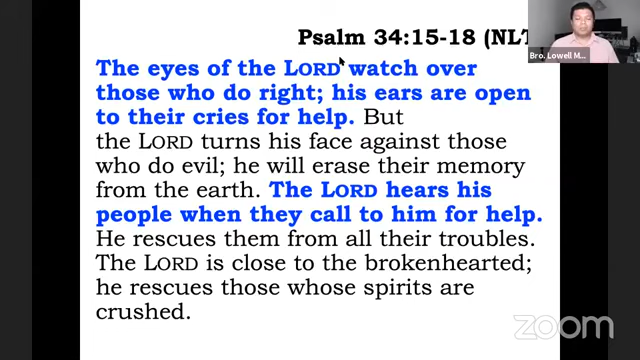 Psalm 34:15-18 (NLT
Bro. Lowell M...
The eyes of the LORD watch over
those who do right; his ears are open
to their cries for help. But
the LORD turns his face against those
who do evil; he will erase their memory
from the earth. The LORD hears his
people when they call to him for help.
He rescues them from all their troubles.
The LORD is close to the brokenhearted;
he rescues those whose spirits are
crushed.
zoom